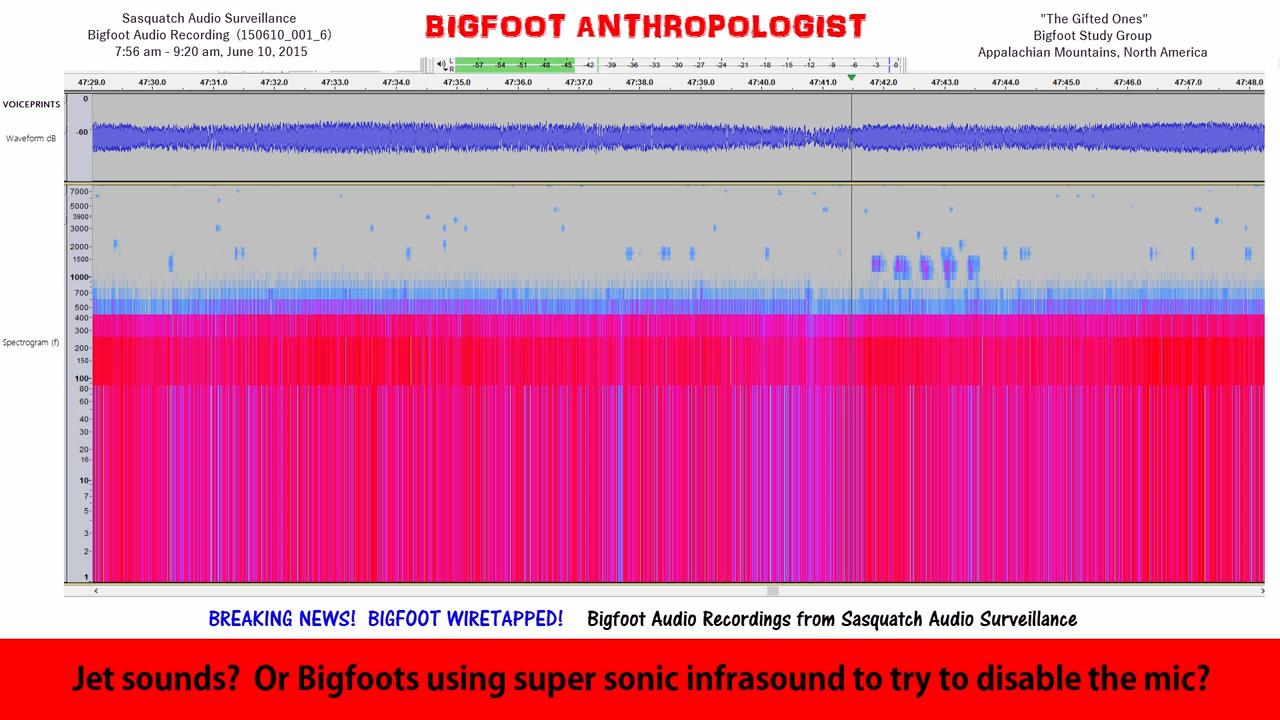 Sasquatch Audio Surveillance
Bigfoot Audio Recording (150610_001_6)
7:56 am - 9:20 am, June 10, 2015
BIGFOOT ANTHROPOLOGIST
"The Gifted Ones"
Bigfoot Study Group
Appalachian Mountains, North America
L
R
-57 -54 -51 -48 -45 -42 -39 -36 -33 -30 -27 -24 -21 -18 -15 -12 -9 -6 -3 0
47:29.0 47:30.0 47:31.0 47:32.0 47:33.0 47:34.0 47:35.0 47:36.0 47:37.0 47:38.0 47:39.0 47:40.0 47:41.0 47:42.0 47:43.0 47:44.0 47:45.0 47:46.0 47:47.0 47:48.0
VOICEPRINTS
0
-60
Waveform dB
7000
5000
3900
3000
2000
1500
1000
700
500
400
300
Spectrogram (f)
200
150
100
80
60
40
30
20
16
10
7
5
3
2
1
BREAKING NEWS! BIGFOOT WIRETAPPED! Bigfoot Audio Recordings from Sasquatch Audio Surveillance
Jet sounds? Or Bigfoots using super sonic infrasound to try to disable the mic?